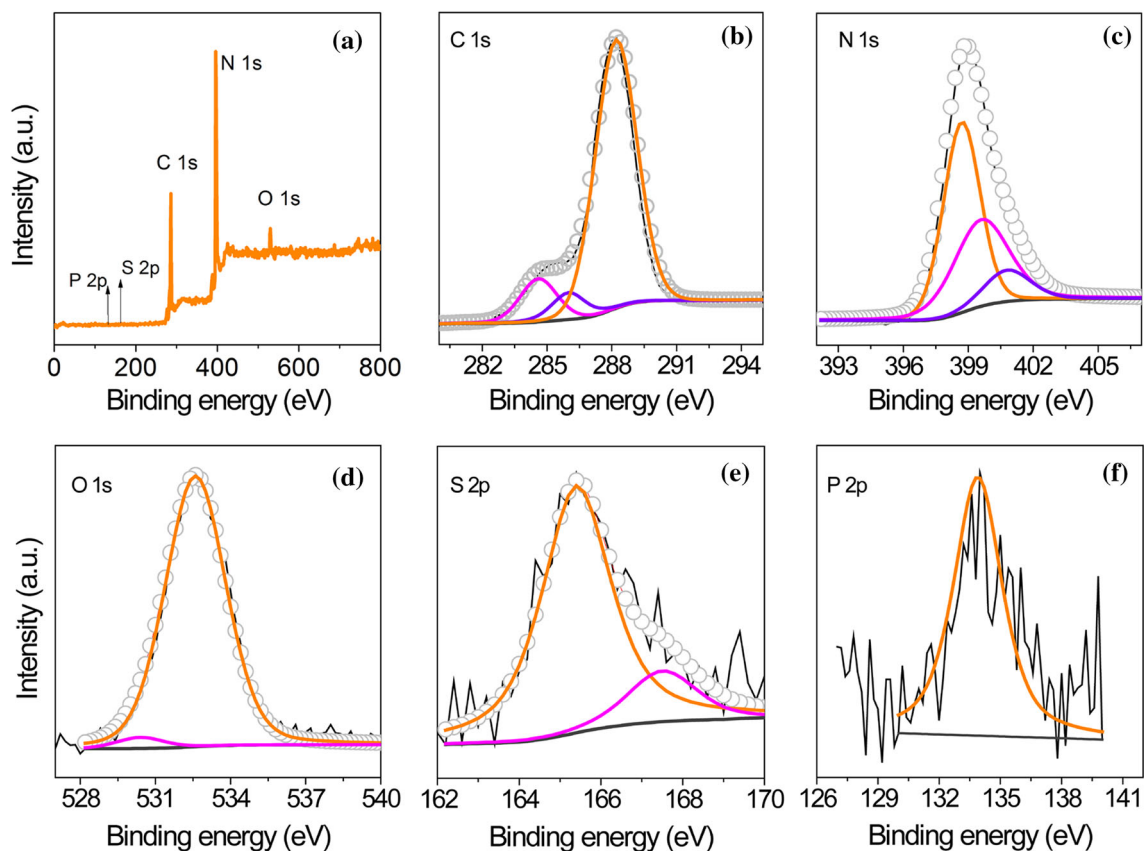 (a)
N 1s
C 1s
O 1s
P 2p
S 2p
Intensity (a.u.)
0 200 400 600 800
Binding energy (eV)
C 1s
(b)
282 285 288 291 294
Binding energy (eV)
N 1s
(c)
393 396 399 402 405
Binding energy (eV)
O 1s
(d)
Intensity (a.u.)
528 531 534 537 540
Binding energy (eV)
S 2p
(e)
162 164 166 168 170
Binding energy (eV)
P 2p
(f)
126 129 132 135 138 141
Binding energy (eV)